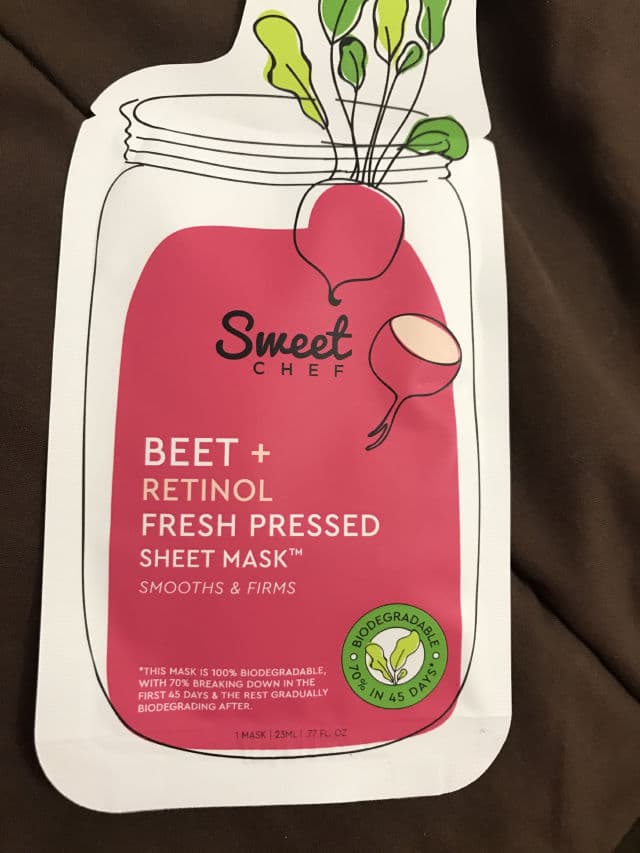 Sweet
CHEF
BEET +
RETINOL
FRESH PRESSED
SHEET MASK™
SMOOTHS & FIRMS
BIODEGRADABLE
70% IN 45 DAYS*
*THIS MASK IS 100% BIODEGRADABLE,
WITH 70% BREAKING DOWN IN THE
FIRST 45 DAYS & THE REST GRADUALLY
BIODEGRADING AFTER.
1 MASK | 23ML | .77 FL. OZ